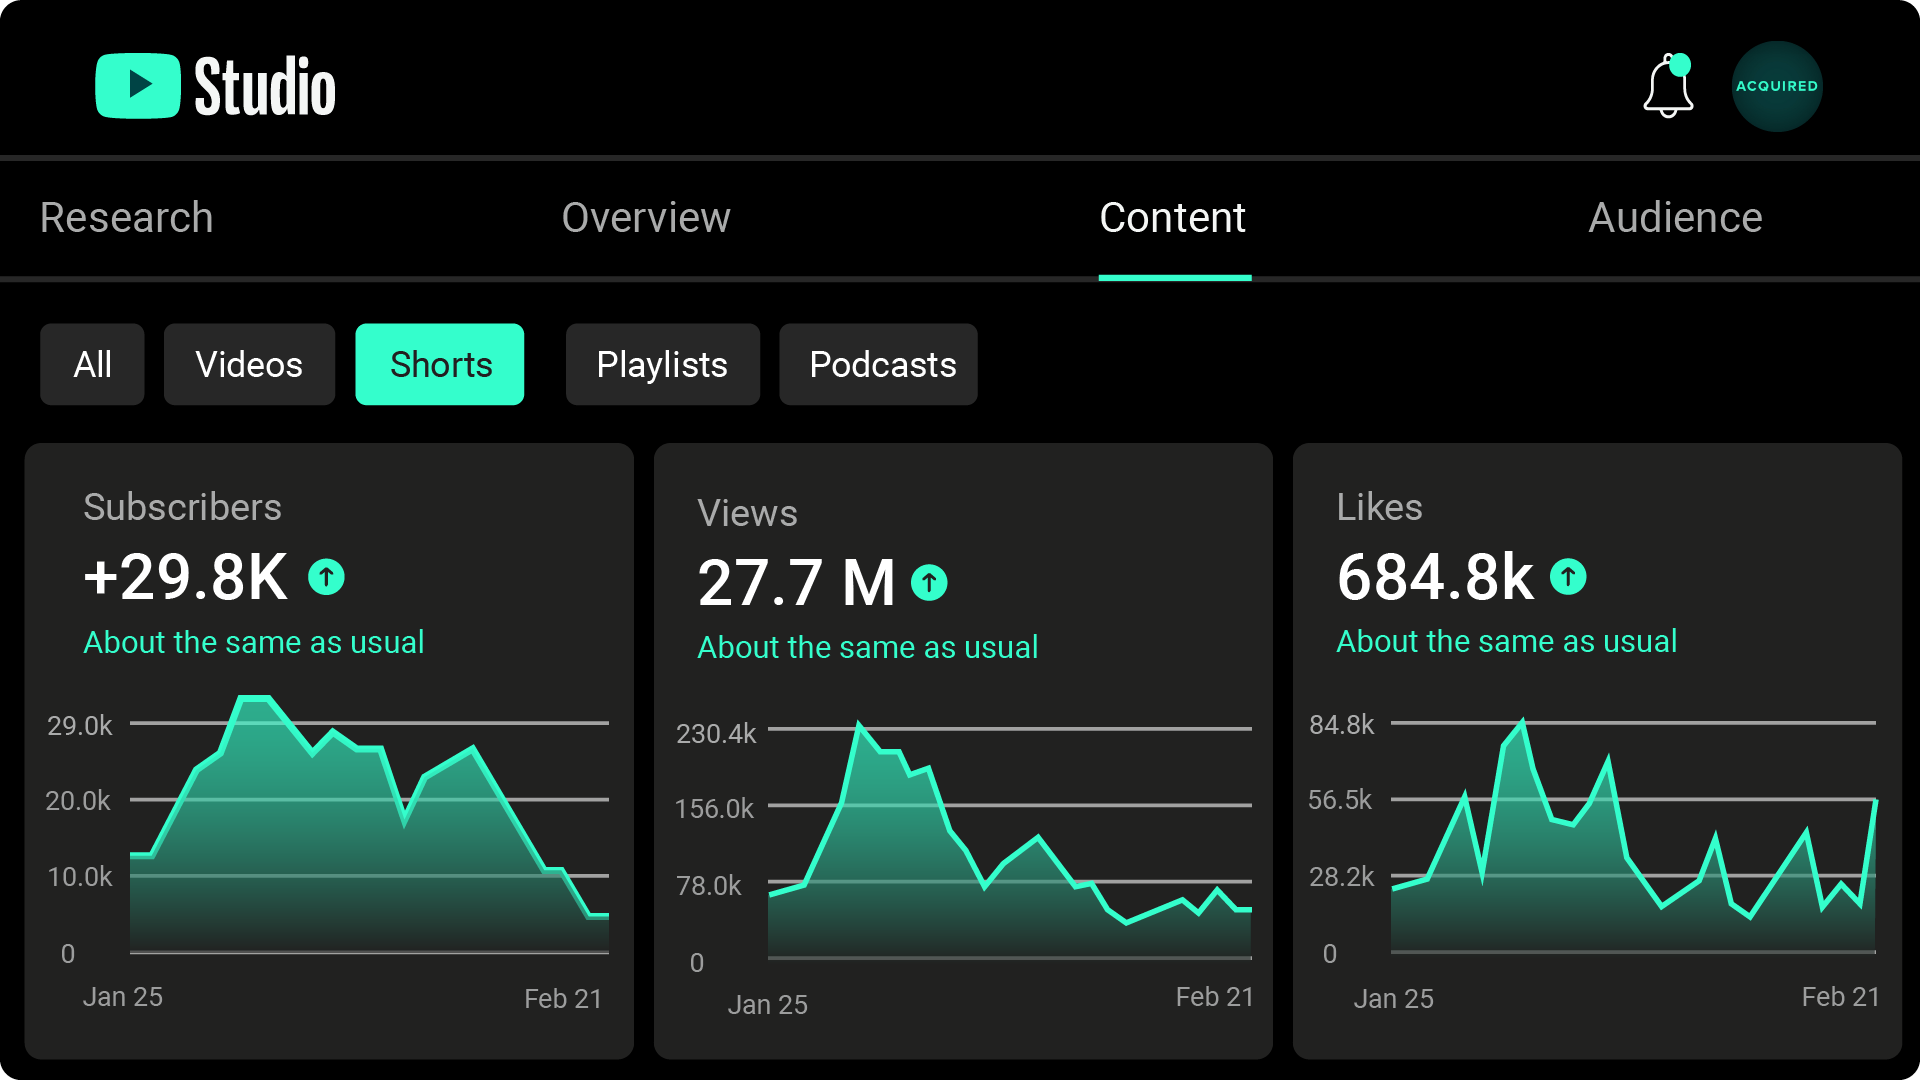 Studio
ACQUIRED
Research
Overview
Content
Audience
All
Videos
Shorts
Playlists
Podcasts
Subscribers
+29.8K
About the same as usual
29.0k
20.0k
10.0k
0
Jan 25
Feb 21
Views
27.7 M
About the same as usual
230.4k
156.0k
78.0k
0
Jan 25
Feb 21
Likes
684.8k
About the same as usual
84.8k
56.5k
28.2k
0
Jan 25
Feb 21